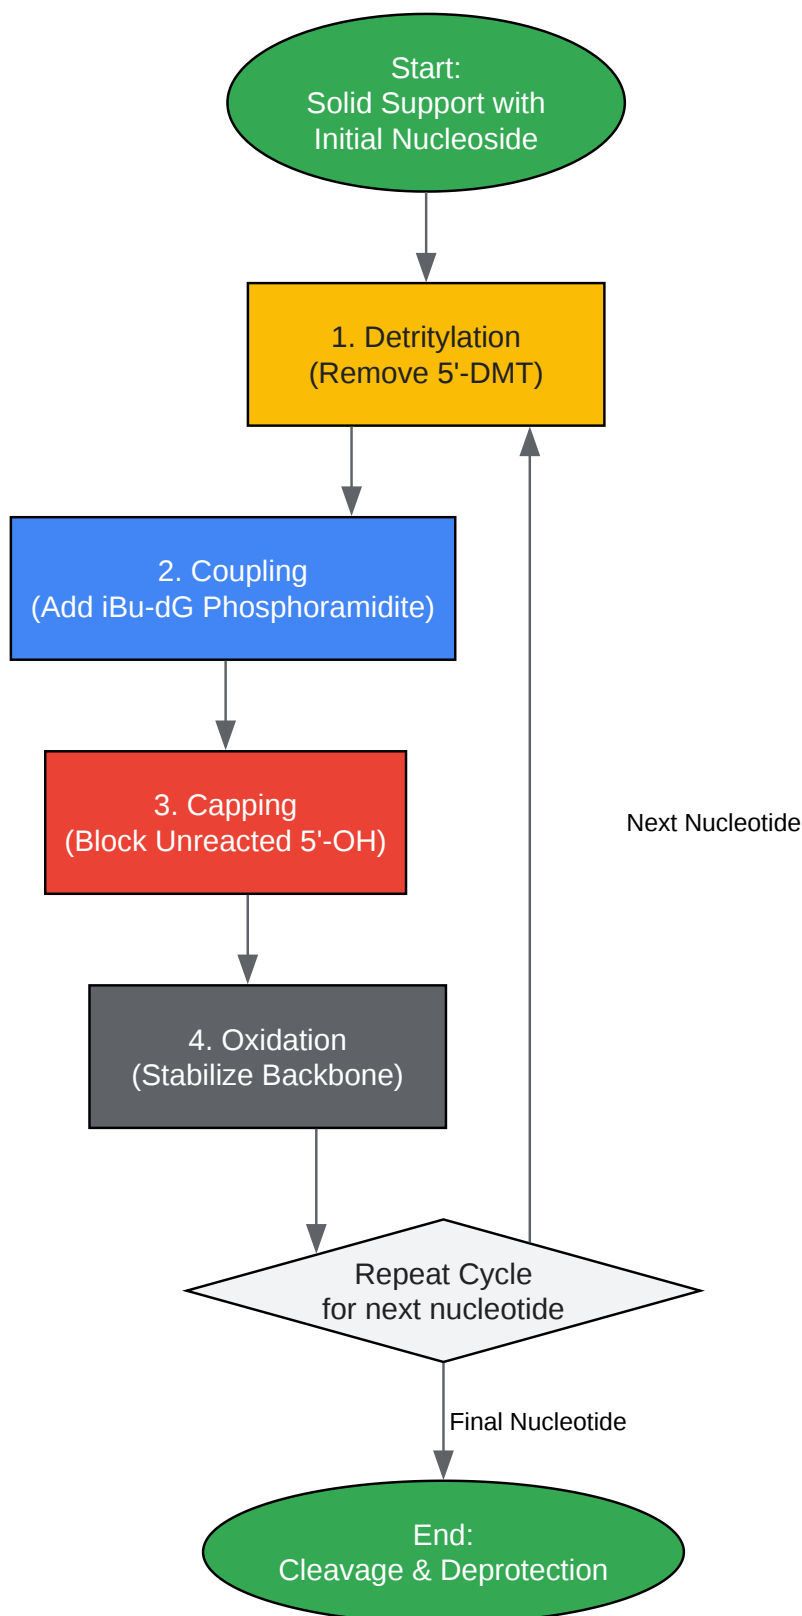 Start:
Solid Support with
Initial Nucleoside
1. Detritylation
(Remove 5'-DMT)
2. Coupling
(Add iBu-dG Phosphoramidite)
3. Capping
(Block Unreacted 5'-OH)
Next Nucleotide
4. Oxidation
(Stabilize Backbone)
Repeat Cycle
for next nucleotide
Final Nucleotide
End:
Cleavage & Deprotection